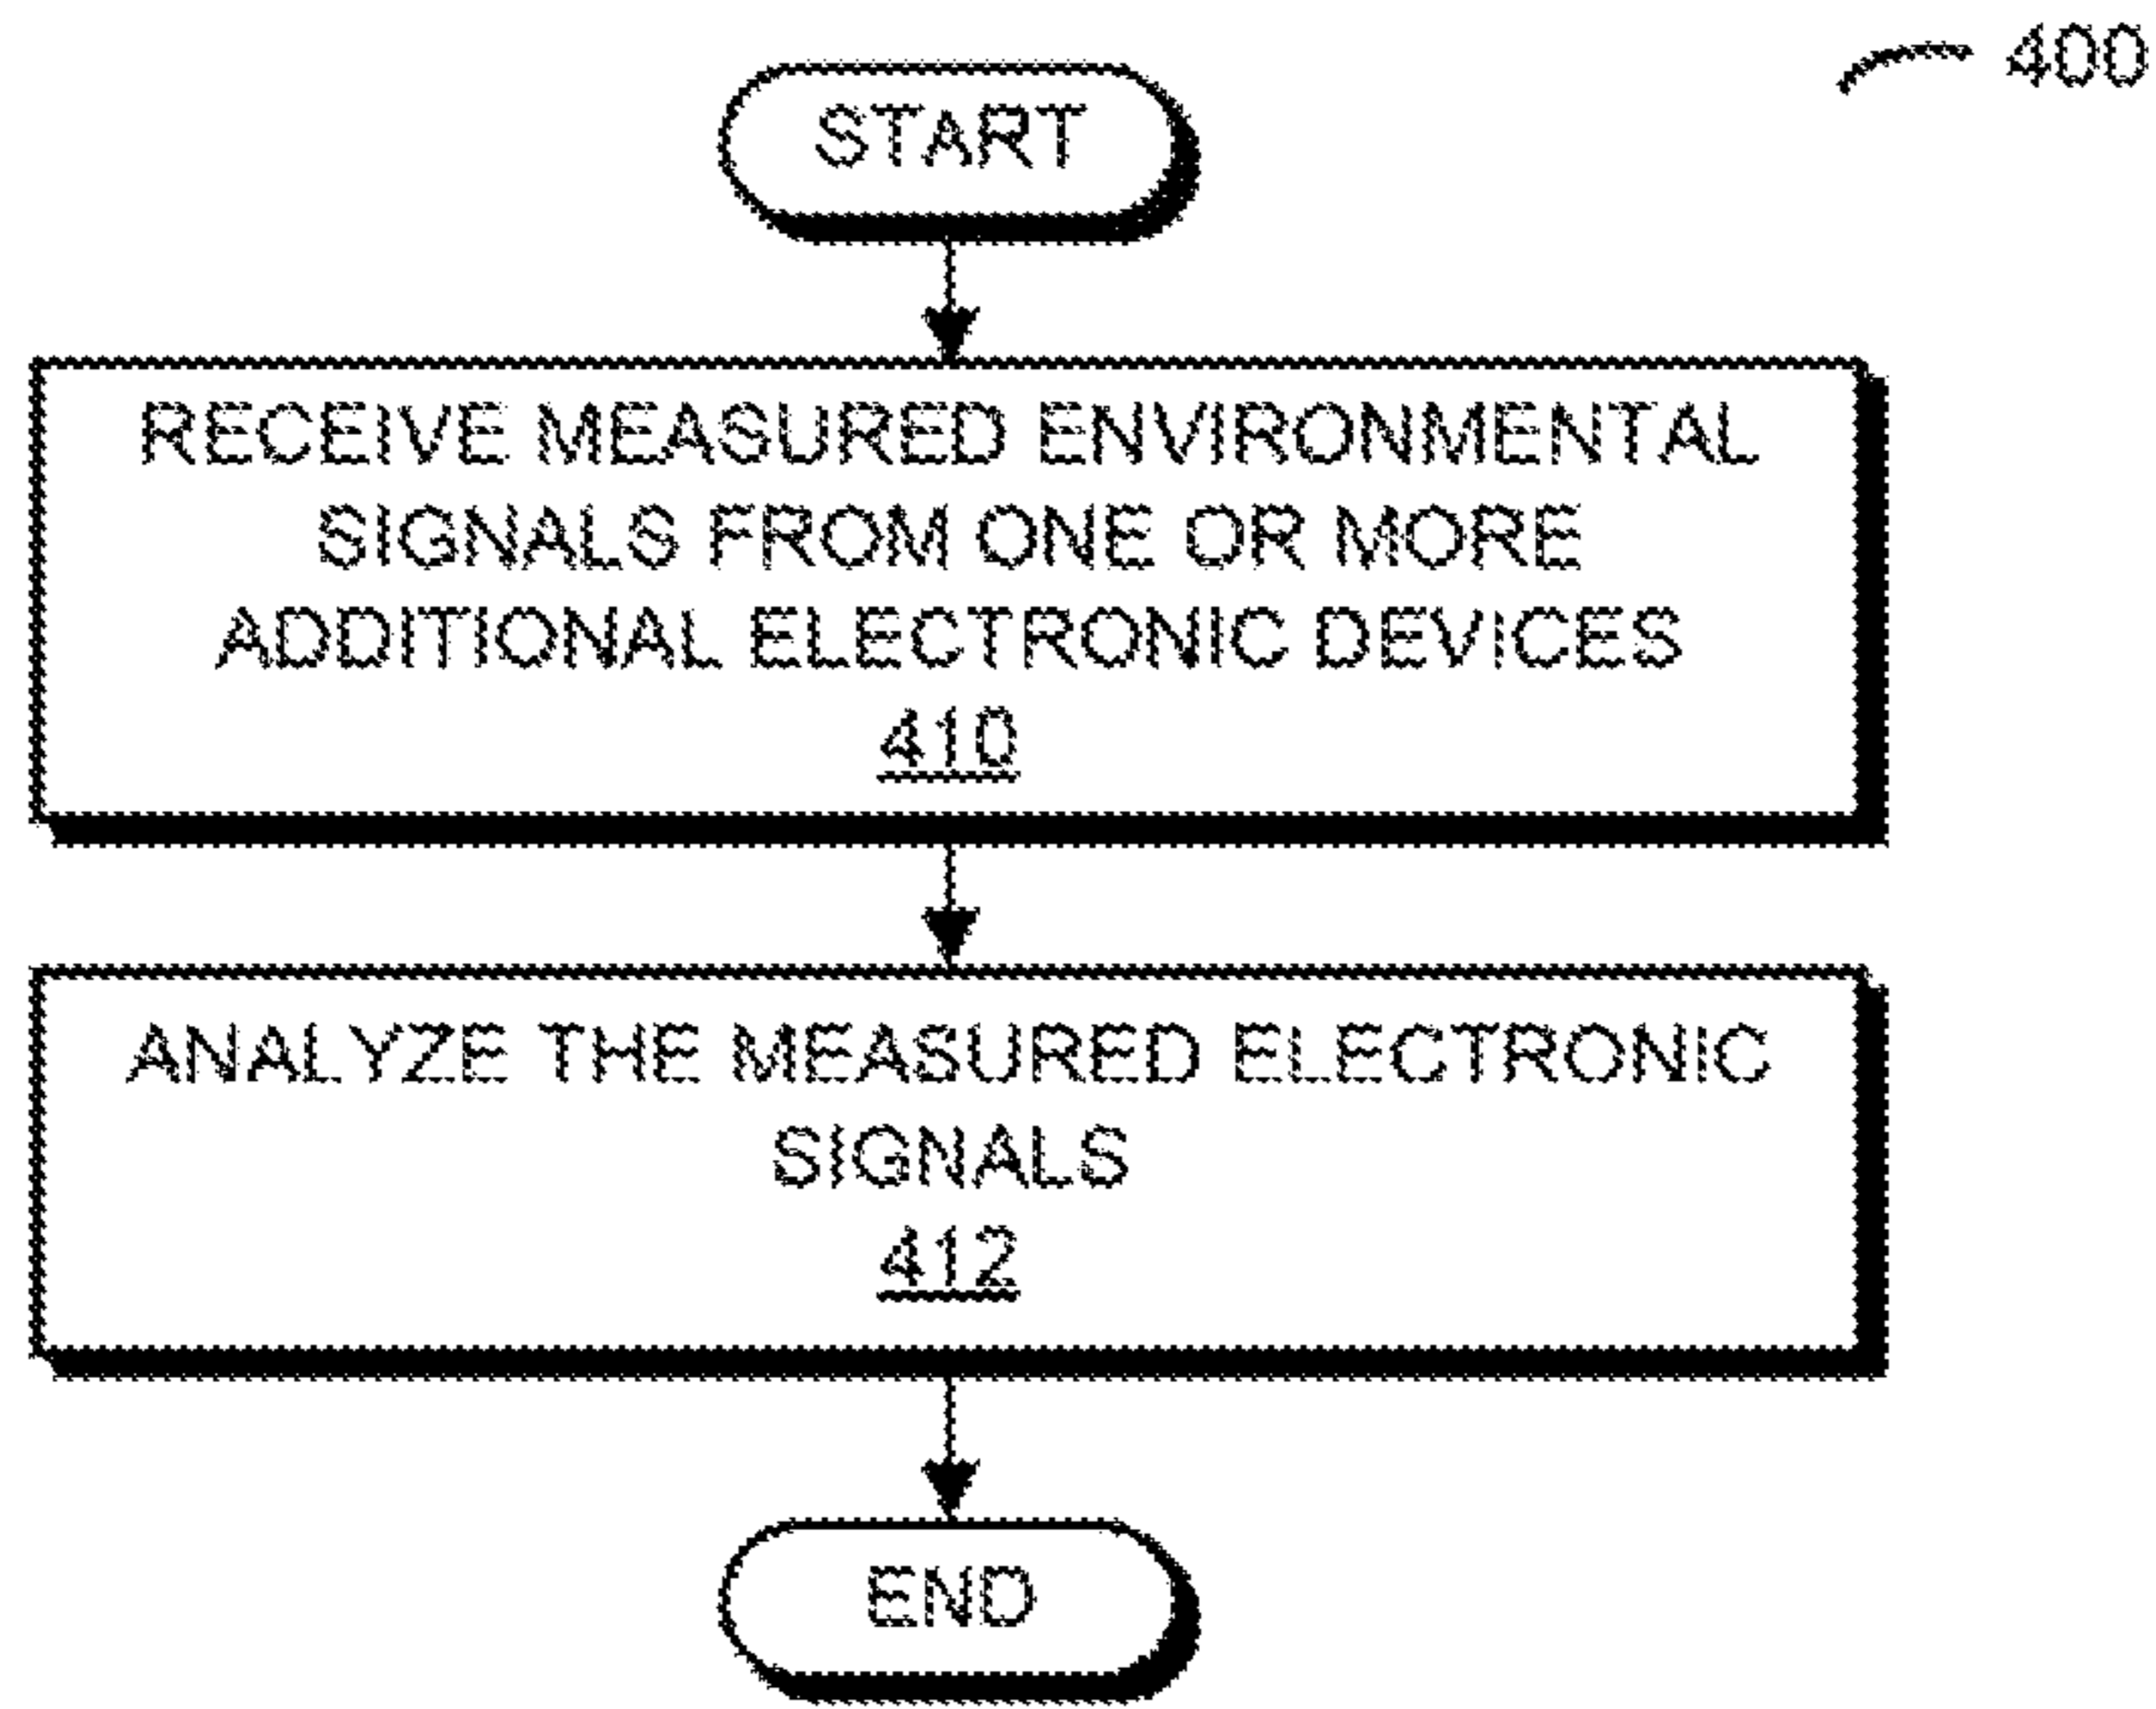 400
START
RECEIVE MEASURED ENVIRONMENTAL
SIGNALS FROM ONE OR MORE
ADDITIONAL ELECTRONIC DEVICES
410
ANALYZE THE MEASURED ELECTRONIC
SIGNALS
412
END